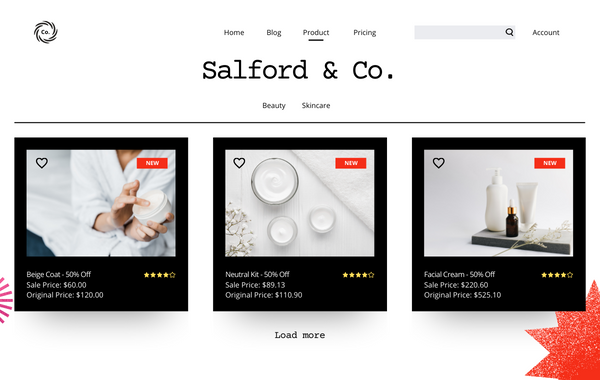 Co.
Home Blog Product Pricing Account
Salford & Co.
Beauty Skincare
NEW
Beige Coat - 50% Off
Sale Price: $60.00
Original Price: $120.00
NEW
Neutral Kit - 50% Off
Sale Price: $89.13
Original Price: $110.90
NEW
Facial Cream - 50% Off
Sale Price: $220.60
Original Price: $525.10
Load more